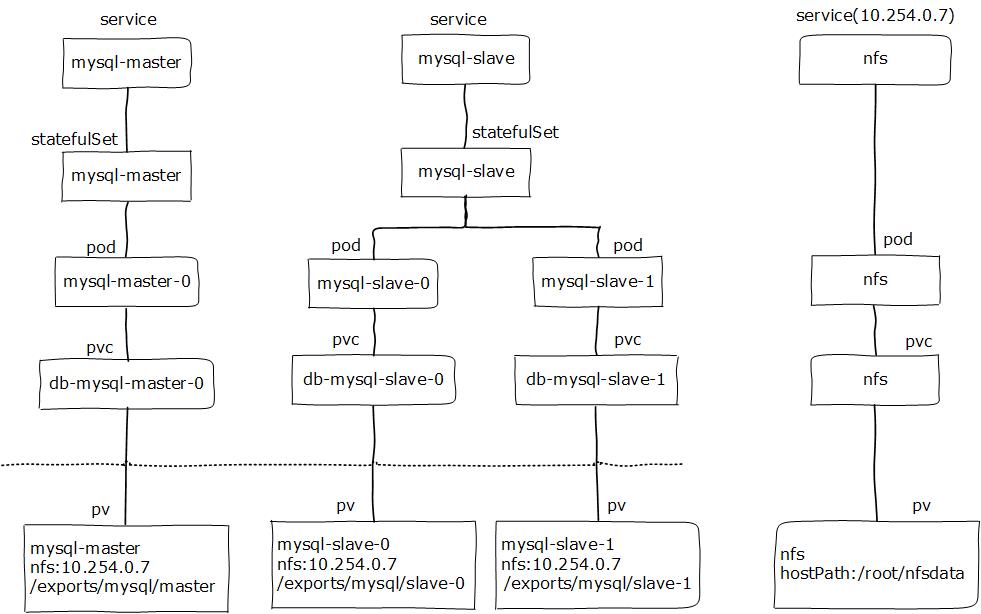 service
mysql-master
statefulSet
mysql-master
pod
mysql-master-0
pvc
db-mysql-master-0
pv
mysql-master
nfs:10.254.0.7
/exports/mysql/master
service
mysql-slave
statefulSet
mysql-slave
pod
mysql-slave-0
pvc
db-mysql-slave-0
pv
mysql-slave-0
nfs:10.254.0.7
/exports/mysql/slave-0
pod
mysql-slave-1
pvc
db-mysql-slave-1
pv
mysql-slave-1
nfs:10.254.0.7
/exports/mysql/slave-1
service(10.254.0.7)
nfs
pod
nfs
pvc
nfs
pv
nfs
hostPath:/root/nfsdata